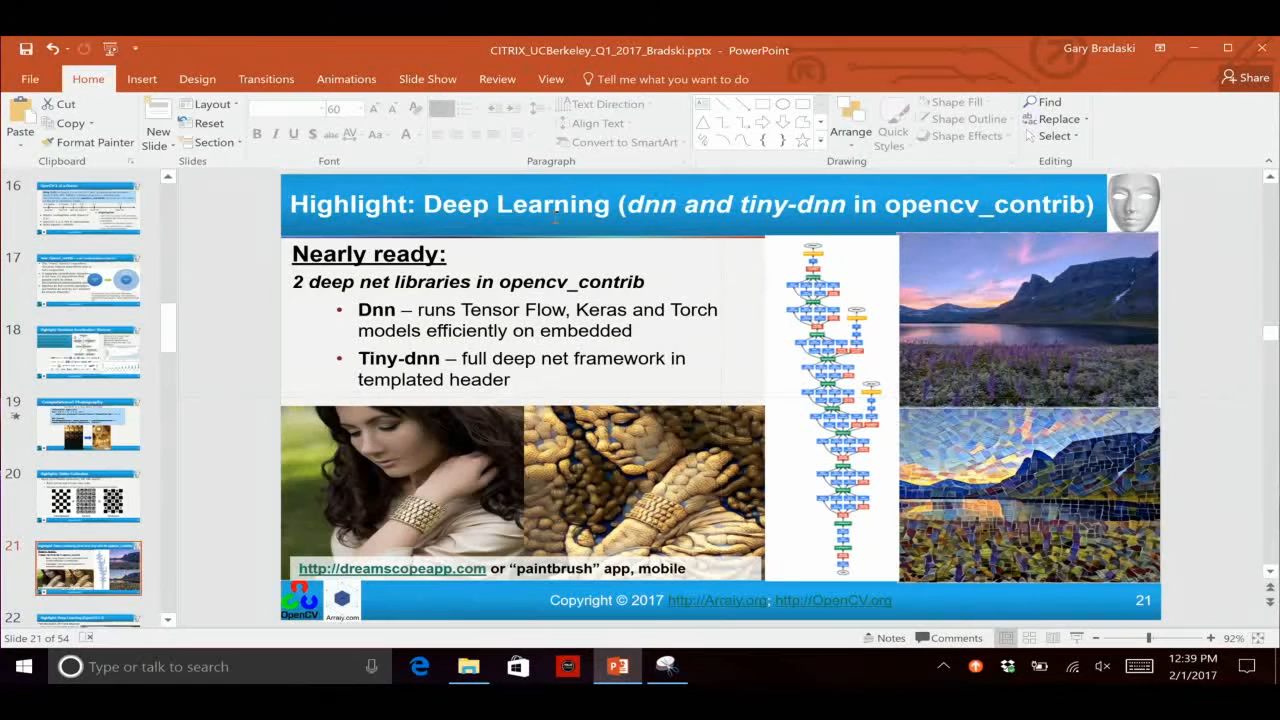 CITRIX_UCBerkeley_Q1_2017_Bradski.pptx - PowerPoint
Gary Bradaski
File Home Insert Design Transitions Animations Slide Show Review View Tell me what you want to do
Share
Paste
Cut
Copy
Format Painter
Clipboard
New Slide
Layout
Reset
Section
Slides
60
Font
Text Direction
Align Text
Convert to SmartArt
Paragraph
Arrange
Quick Styles
Shape Fill
Shape Outline
Shape Effects
Drawing
Find
Replace
Select
Editing
16
17
18
19
20
21
22
Highlight: Deep Learning (dnn and tiny-dnn in opencv_contrib)
Nearly ready:
2 deep net libraries in opencv_contrib
• Dnn – runs Tensor Flow, Keras and Torch
models efficiently on embedded
• Tiny-dnn – full deep net framework in
templated header
http://dreamscopeapp.com or “paintbrush” app, mobile
OpenCV
Arraiy.com
Copyright © 2017 http://Arraiy.org; http://OpenCV.org
21
Slide 21 of 54
Notes
Comments
92%
Type or talk to search
12:39 PM
2/1/2017